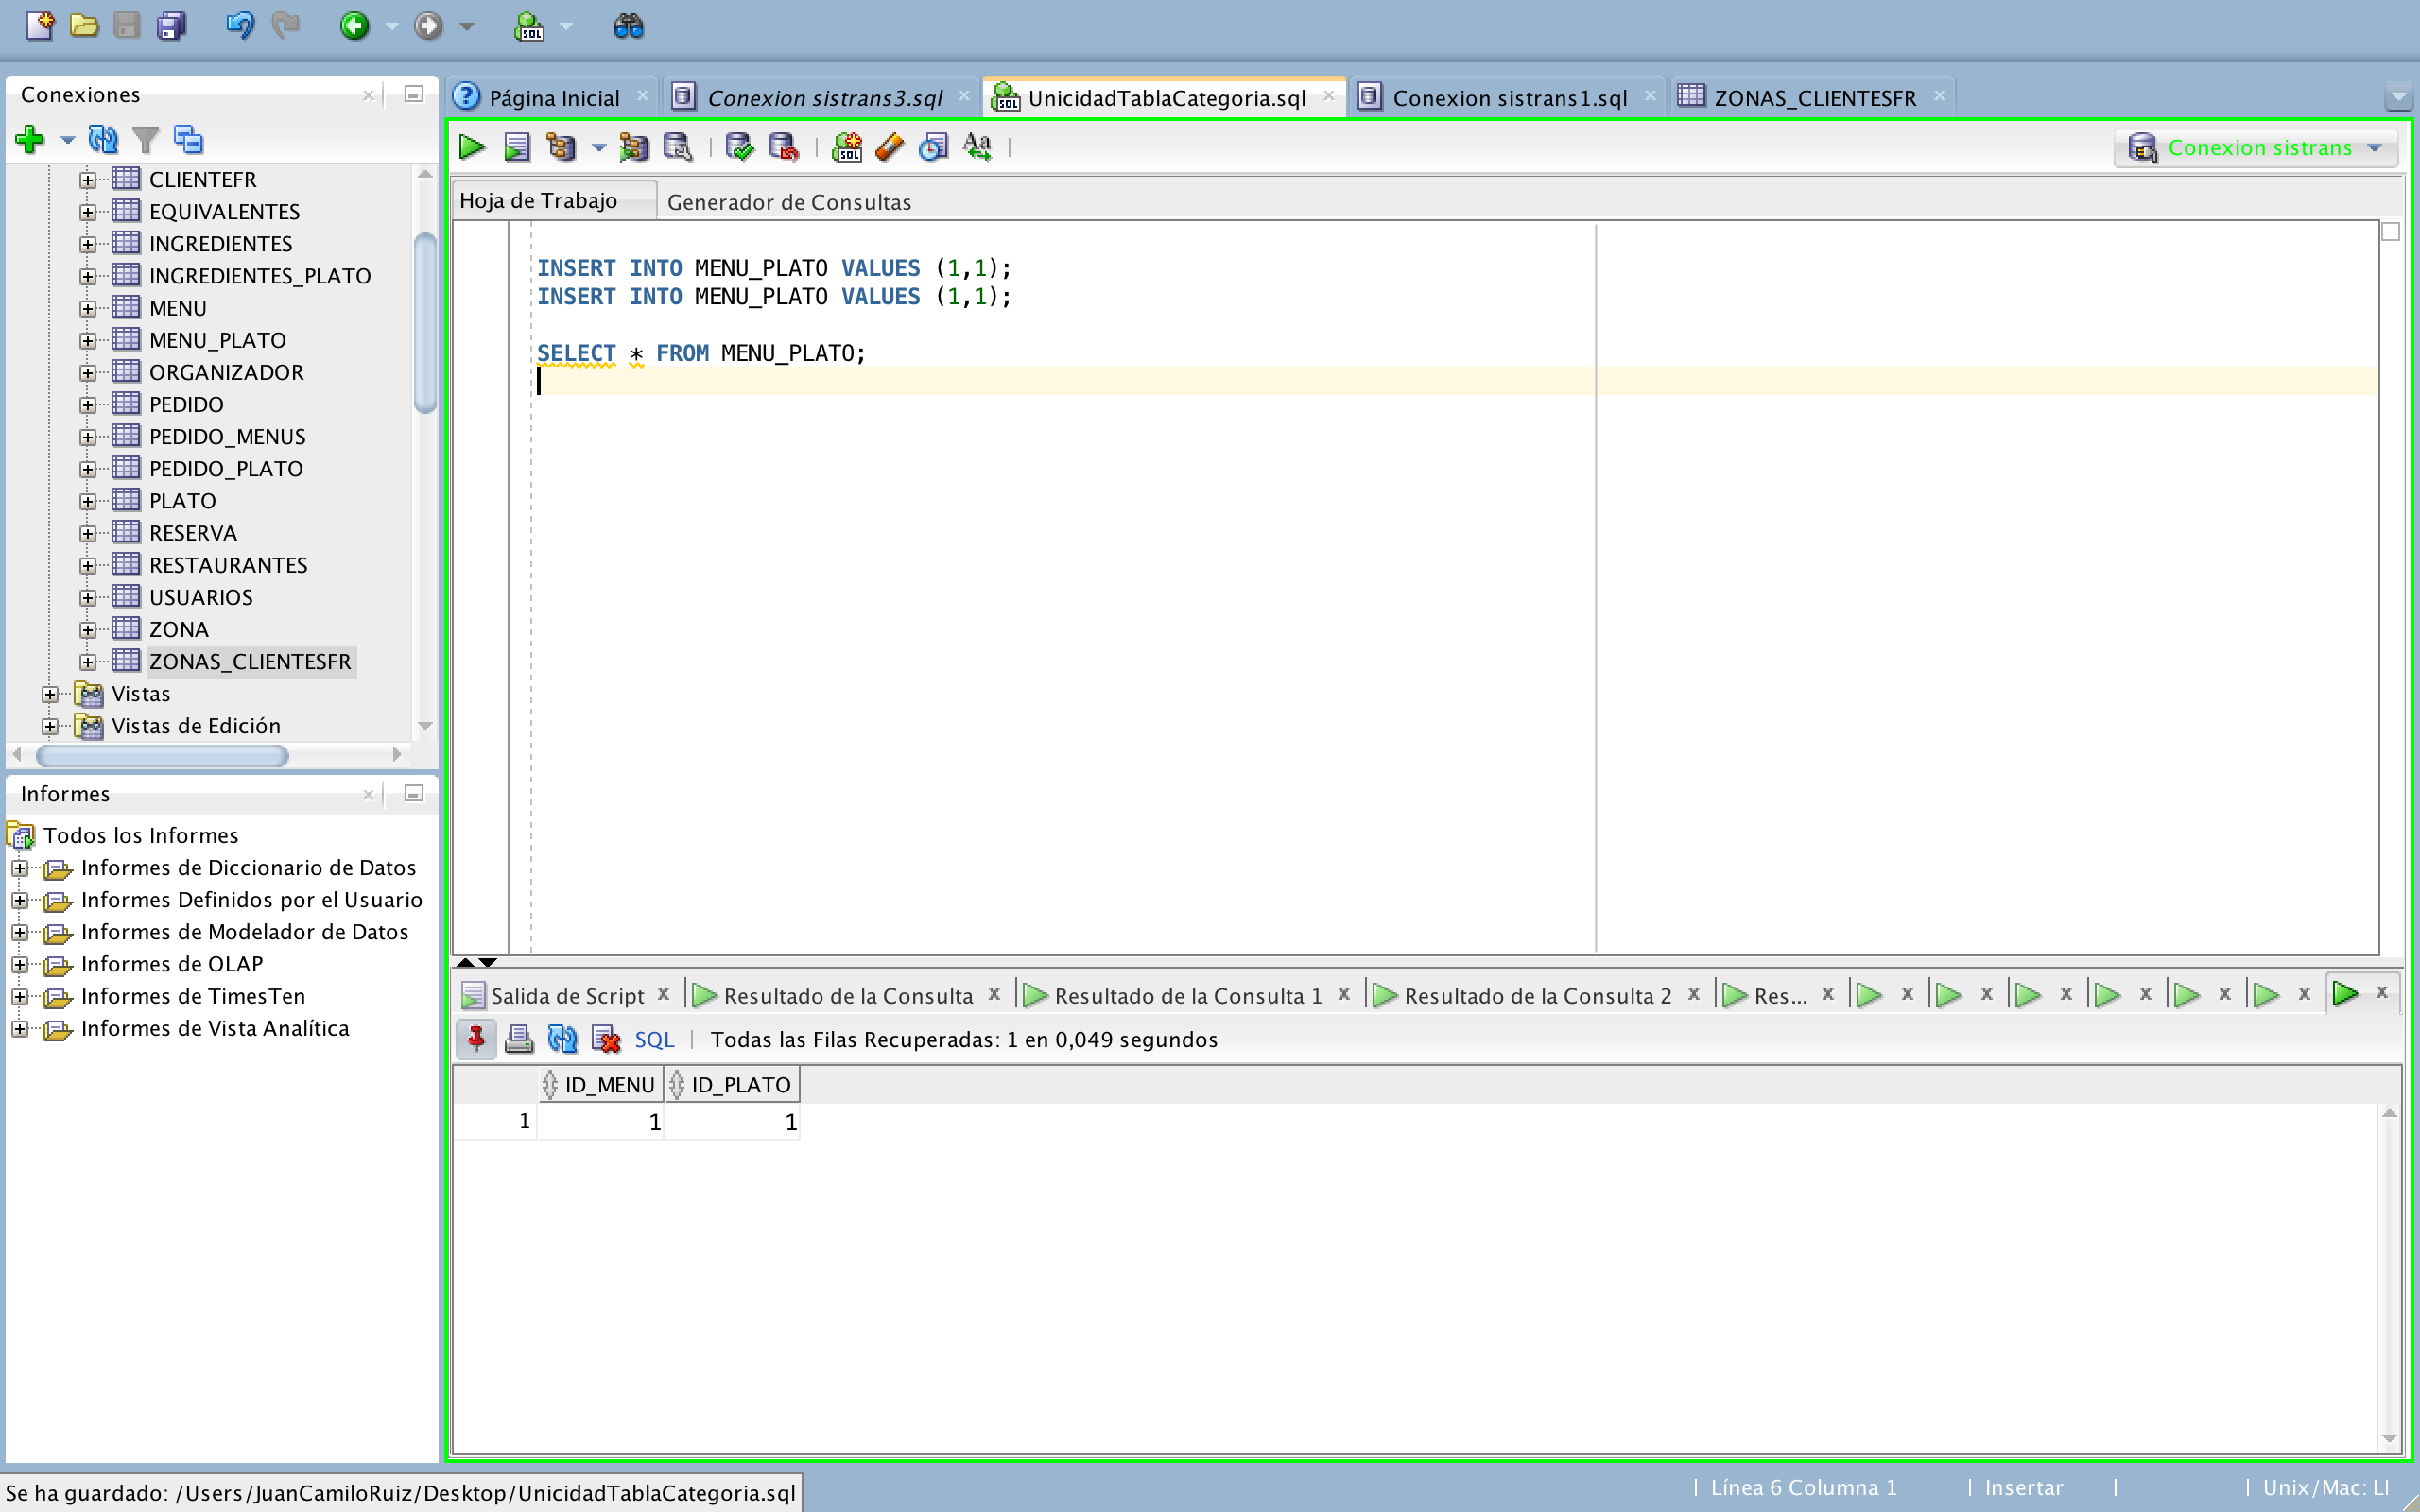 Conexiones
CLIENTEFR
EQUIVALENTES
INGREDIENTES
INGREDIENTES_PLATO
MENU
MENU_PLATO
ORGANIZADOR
PEDIDO
PEDIDO_MENUS
PEDIDO_PLATO
PLATO
RESERVA
RESTAURANTES
USUARIOS
ZONA
ZONAS_CLIENTESFR
Vistas
Vistas de Edición
Informes
Todos los Informes
Informes de Diccionario de Datos
Informes Definidos por el Usuario
Informes de Modelador de Datos
Informes de OLAP
Informes de TimesTen
Informes de Vista Analítica
Página Inicial
Conexion sistrans3.sql
UnicidadTablaCategoria.sql
Conexion sistrans1.sql
ZONAS_CLIENTESFR
Conexion sistrans
Hoja de Trabajo
Generador de Consultas
INSERT INTO MENU_PLATO VALUES (1,1);
INSERT INTO MENU_PLATO VALUES (1,1);
SELECT * FROM MENU_PLATO;
Salida de Script x
Resultado de la Consulta x
Resultado de la Consulta 1 x
Resultado de la Consulta 2 x
Res... x
SQL | Todas las Filas Recuperadas: 1 en 0,049 segundos
ID_MENU ID_PLATO
1 1 1
Se ha guardado: /Users/JuanCamiloRuiz/Desktop/UnicidadTablaCategoria.sql
Línea 6 Columna 1
Insertar
Unix/Mac: LI